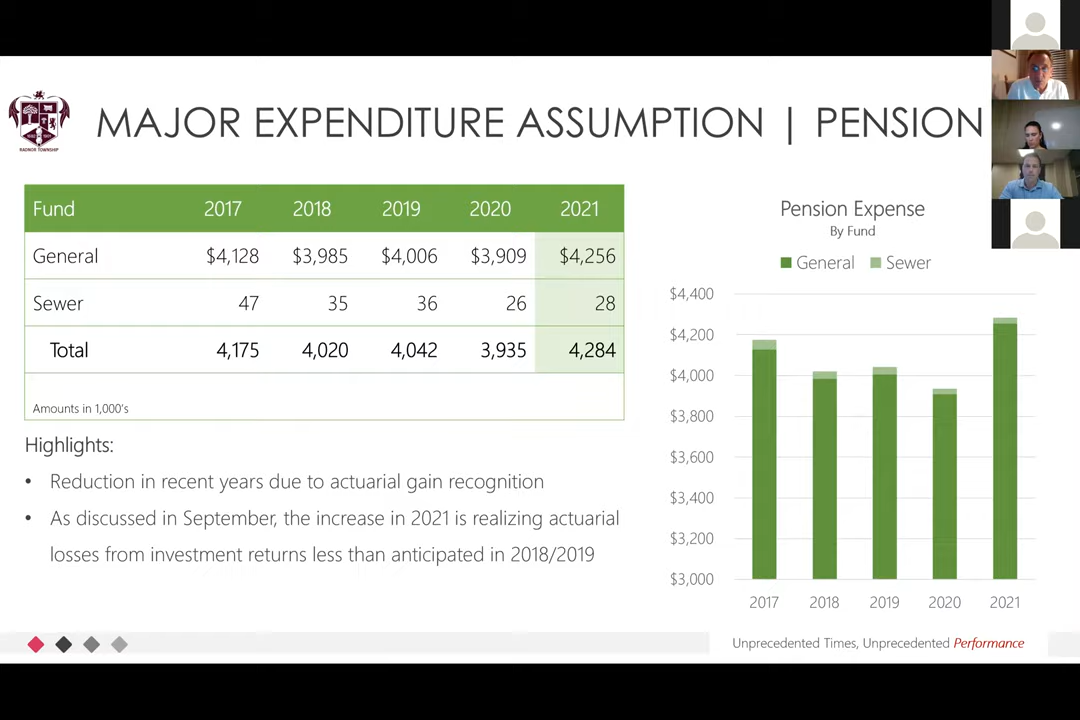 MAJOR EXPENDITURE ASSUMPTION | PENSION
RADNOR TOWNSHIP
Fund 2017 2018 2019 2020 2021
General $4,128 $3,985 $4,006 $3,909 $4,256
Sewer 47 35 36 26 28
Total 4,175 4,020 4,042 3,935 4,284
Amounts in 1,000's
Highlights:
• Reduction in recent years due to actuarial gain recognition
• As discussed in September, the increase in 2021 is realizing actuarial
losses from investment returns less than anticipated in 2018/2019
Pension Expense
By Fund
General Sewer
$4,400
$4,200
$4,000
$3,800
$3,600
$3,400
$3,200
$3,000
2017 2018 2019 2020 2021
Unprecedented Times, Unprecedented Performance